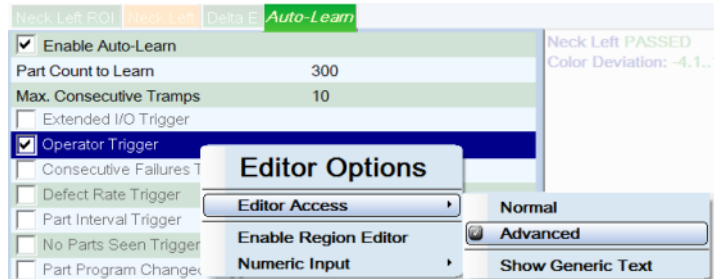 Neck Left ROI Neck Left Delta E Auto-Learn
Enable Auto-Learn
Neck Left PASSED
Part Count to Learn 300
Color Deviation: -4.1..
Max. Consecutive Tramps 10
Extended I/O Trigger
Operator Trigger
Consecutive Failures T
Editor Options
Defect Rate Trigger
Editor Access
Normal
Part Interval Trigger
Advanced
Enable Region Editor
No Parts Seen Trigger
Numeric Input
Show Generic Text
Part Program Changed